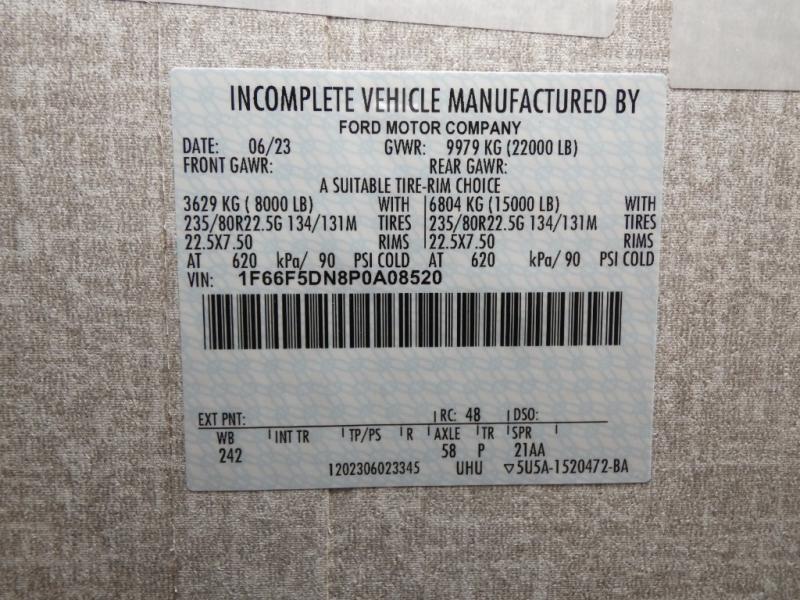 INCOMPLETE VEHICLE MANUFACTURED BY
FORD MOTOR COMPANY
DATE: 06/23 GVWR: 9979 KG (22000 LB)
FRONT GAWR: REAR GAWR:
A SUITABLE TIRE-RIM CHOICE
3629 KG ( 8000 LB) WITH 6804 KG (15000 LB) WITH
235/80R22.5G 134/131M TIRES 235/80R22.5G 134/131M TIRES
22.5X7.50 RIMS 22.5X7.50 RIMS
AT 620 kPa/ 90 PSI COLD AT 620 kPa/ 90 PSI COLD
VIN: 1F66F5DN8P0A08520
EXT PNT: RC: 48 DSO:
WB INT TR TP/PS R AXLE TR SPR
242 58 P 21AA
1202306023345 UHU ▽5U5A-1520472-BA